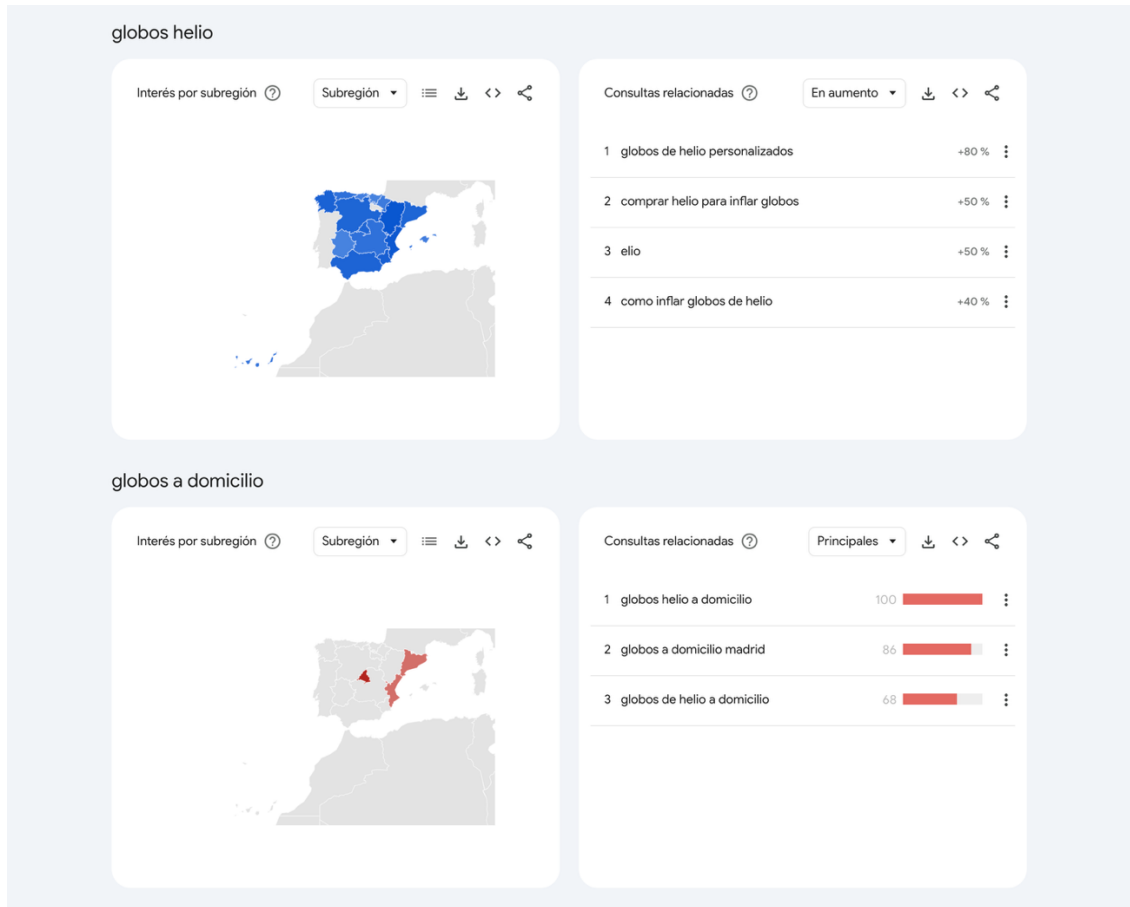 globos helio
Interés por subregión
Subregión
Consultas relacionadas
En aumento
1 globos de helio personalizados +80 %
2 comprar helio para inflar globos +50 %
3 elio +50 %
4 como inflar globos de helio +40 %
globos a domicilio
Interés por subregión
Subregión
Consultas relacionadas
Principales
1 globos helio a domicilio 100
2 globos a domicilio madrid 86
3 globos de helio a domicilio 68